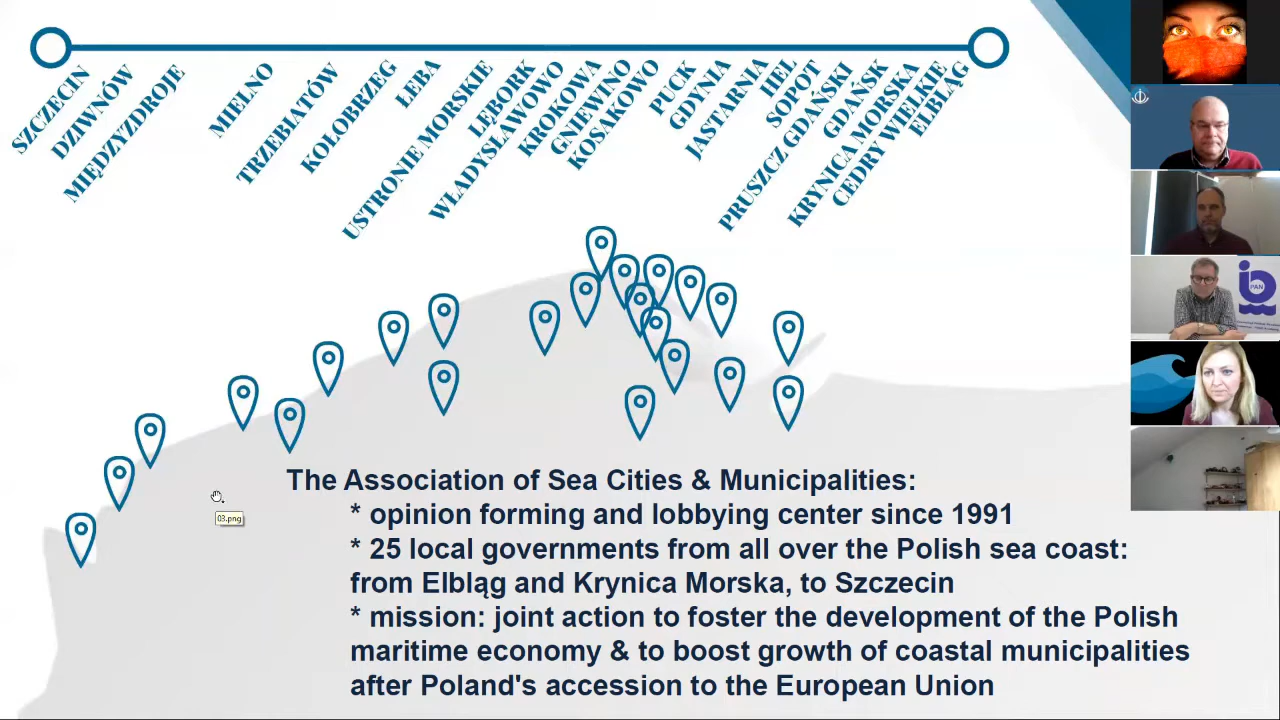 SZCZECIN
DZIWNÓW
MIĘDZYZDROJE
MIELNO
TRZEBIATÓW
KOŁOBRZEG
ŁEBA
USTRONIE MORSKIE
LĘBORK
WŁADYSŁAWOWO
KROKOWA
GNIEWINO
KOSAKOWO
PUCK
GDYNIA
JASTARNIA
HEL
SOPOT
PRUSZCZ GDAŃSKI
GDAŃSK
KRYNICA MORSKA
CEDRY WIELKIE
ELBLĄG
PAN
03.png
The Association of Sea Cities & Municipalities:
* opinion forming and lobbying center since 1991
* 25 local governments from all over the Polish sea coast:
from Elbląg and Krynica Morska, to Szczecin
* mission: joint action to foster the development of the Polish
maritime economy & to boost growth of coastal municipalities
after Poland's accession to the European Union